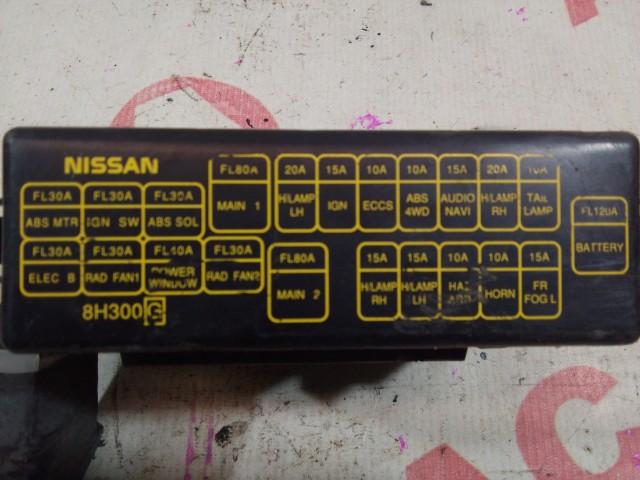 NISSAN
FL30A FL30A FL30A FL80A 20A 15A 10A 10A 15A 20A 10A
ABS MTR IGN SW ABS SOL MAIN 1 H/LAMP LH IGN ECCS ABS 4WD AUDIO NAVI H/LAMP RH TAIL LAMP
FL120A
BATTERY
FL30A FL30A FL40A FL30A FL80A 15A 15A 10A 10A 15A
ELEC B RAD FAN1 POWER WINDOW RAD FAN2 MAIN 2 H/LAMP RH H/LAMP LH HORN FR FOG L
8H300 G